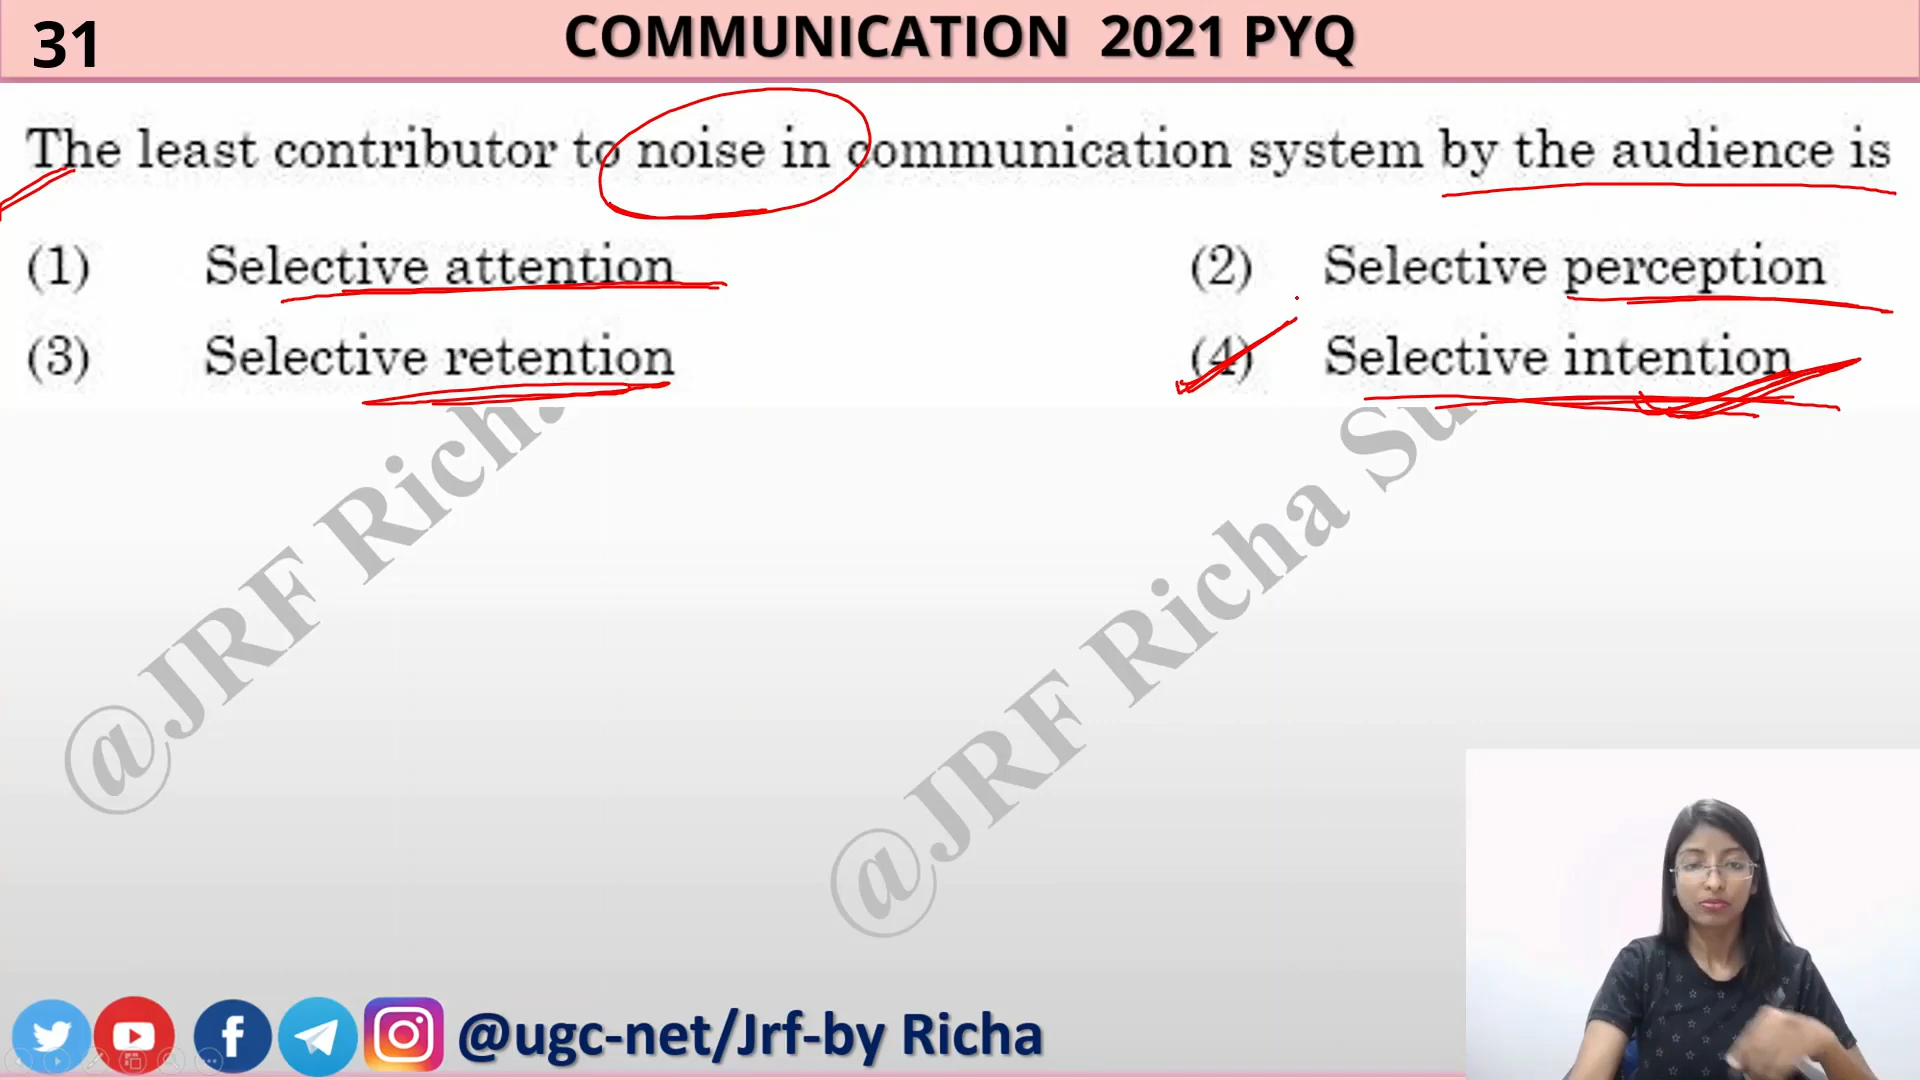 31
COMMUNICATION 2021 PYQ
The least contributor to noise in communication system by the audience is
(1) Selective attention (2) Selective perception
(3) Selective retention (4) Selective intention
@JRF Richa
@JRF Richa Su
@ugc-net/Jrf-by Richa